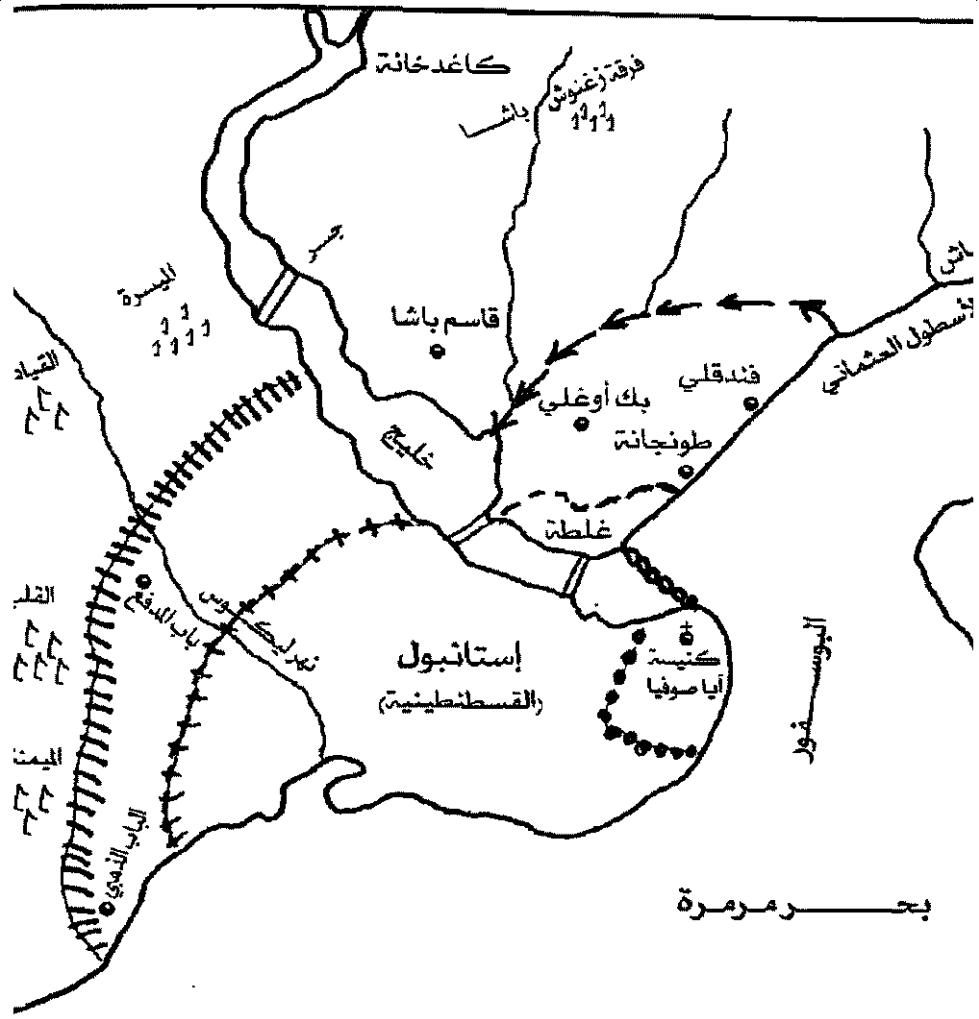 كاغدخانة
فرقة زغنوش
باشا
جسر
الميسرة
قاسم باشا
القياد
الأسطول العثماني
فندقلي
بك أوغلي
طونجانة
خليج
غلطة
القلب
باب المدفع
نهر ليكوس
إستانبول
(القسطنطينية)
كنيسة
آيا صوفيا
البوسفور
الميمنة
الباب الذهبي
بحر مرمرة